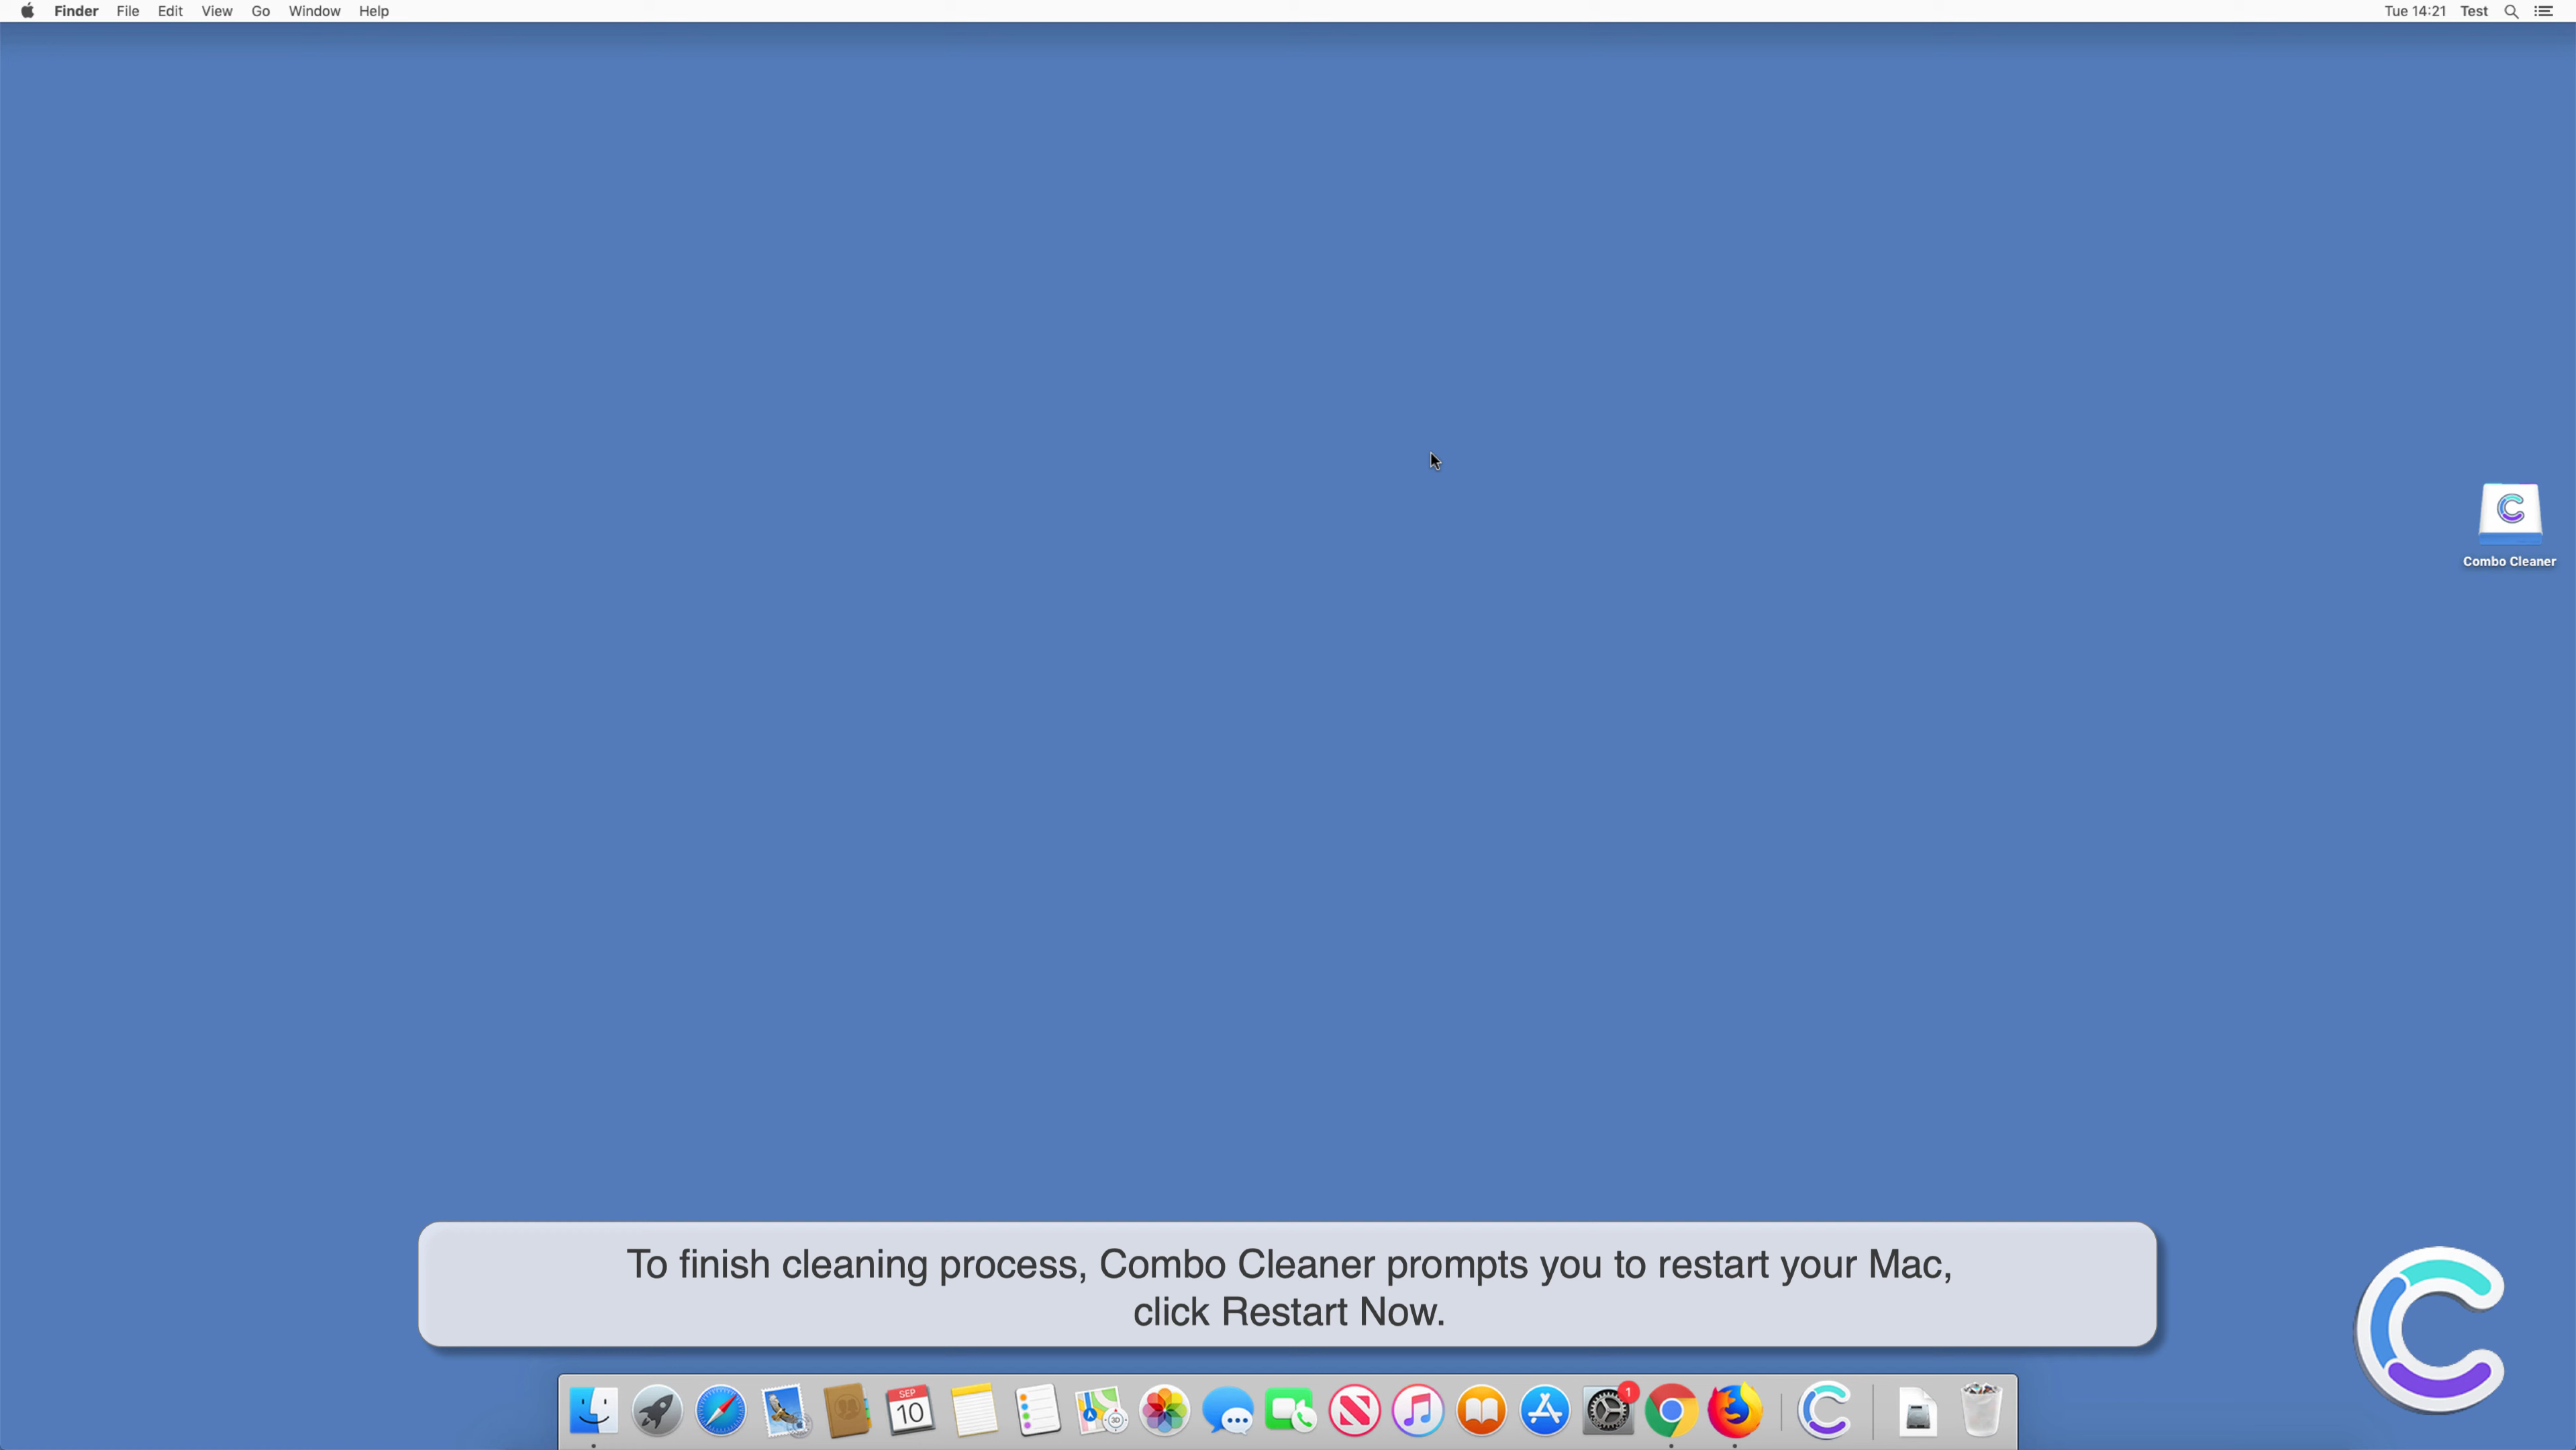 Finder File Edit View Go Window Help
Tue 14:21 Test
Combo Cleaner
To finish cleaning process, Combo Cleaner prompts you to restart your Mac,
click Restart Now.
SEP
10
3D
1